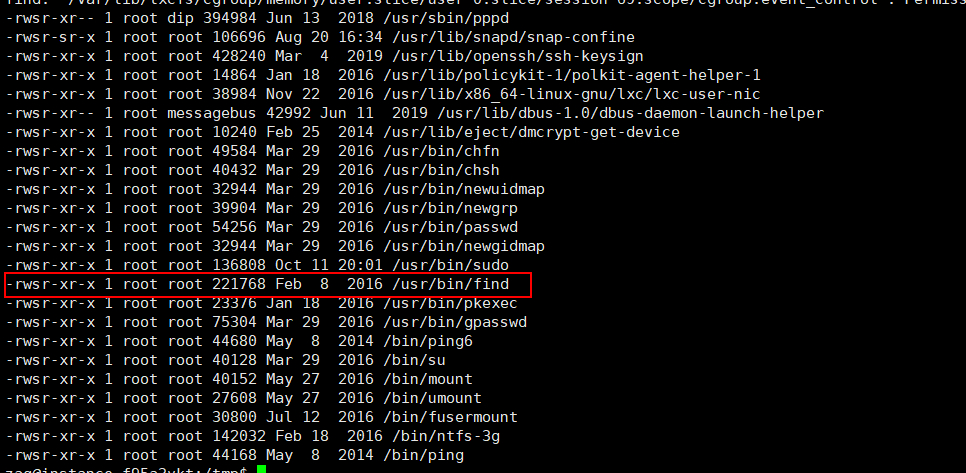 find: ‘/var/lib/lxcfs/cgroup/memory/user.slice/user-0.slice/session-69.scope/cgroup.event_control’: Permiss
-rwsr-xr-- 1 root dip 394984 Jun 13  2018 /usr/sbin/pppd
-rwsr-sr-x 1 root root 106696 Aug 20 16:34 /usr/lib/snapd/snap-confine
-rwsr-xr-x 1 root root 428240 Mar  4  2019 /usr/lib/openssh/ssh-keysign
-rwsr-xr-x 1 root root 14864 Jan 18  2016 /usr/lib/policykit-1/polkit-agent-helper-1
-rwsr-xr-x 1 root root 38984 Nov 22  2016 /usr/lib/x86_64-linux-gnu/lxc/lxc-user-nic
-rwsr-xr-- 1 root messagebus 42992 Jun 11  2019 /usr/lib/dbus-1.0/dbus-daemon-launch-helper
-rwsr-xr-x 1 root root 10240 Feb 25  2014 /usr/lib/eject/dmcrypt-get-device
-rwsr-xr-x 1 root root 49584 Mar 29  2016 /usr/bin/chfn
-rwsr-xr-x 1 root root 40432 Mar 29  2016 /usr/bin/chsh
-rwsr-xr-x 1 root root 32944 Mar 29  2016 /usr/bin/newuidmap
-rwsr-xr-x 1 root root 39904 Mar 29  2016 /usr/bin/newgrp
-rwsr-xr-x 1 root root 54256 Mar 29  2016 /usr/bin/passwd
-rwsr-xr-x 1 root root 32944 Mar 29  2016 /usr/bin/newgidmap
-rwsr-xr-x 1 root root 136808 Oct 11 20:01 /usr/bin/sudo
-rwsr-xr-x 1 root root 221768 Feb  8  2016 /usr/bin/find
-rwsr-xr-x 1 root root 23376 Jan 18  2016 /usr/bin/pkexec
-rwsr-xr-x 1 root root 75304 Mar 29  2016 /usr/bin/gpasswd
-rwsr-xr-x 1 root root 44680 May  8  2014 /bin/ping6
-rwsr-xr-x 1 root root 40128 Mar 29  2016 /bin/su
-rwsr-xr-x 1 root root 40152 May 27  2016 /bin/mount
-rwsr-xr-x 1 root root 27608 May 27  2016 /bin/umount
-rwsr-xr-x 1 root root 30800 Jul 12  2016 /bin/fusermount
-rwsr-xr-x 1 root root 142032 Feb 18  2016 /bin/ntfs-3g
-rwsr-xr-x 1 root root 44168 May  8  2014 /bin/ping